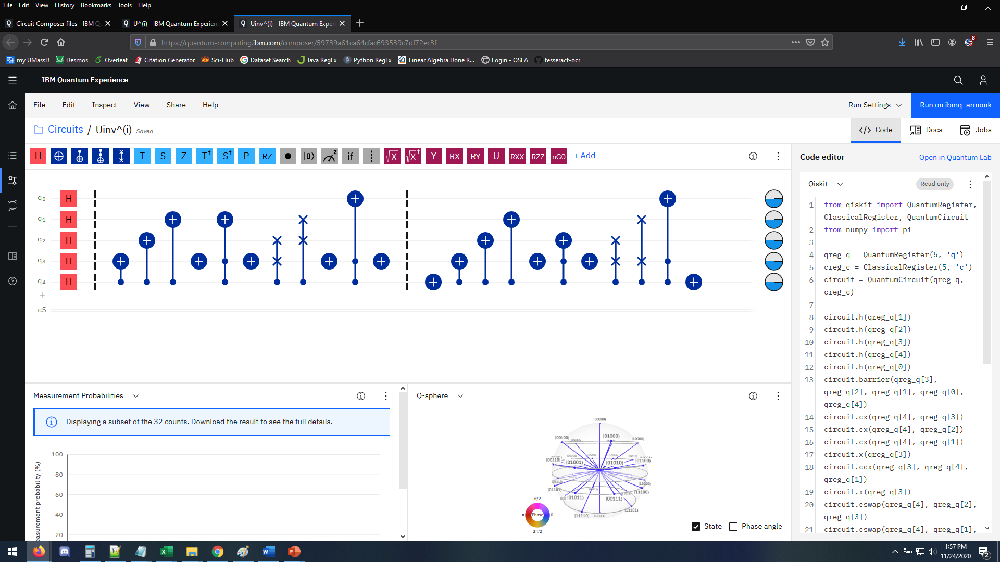 File Edit View History Bookmarks Tools Help
Circuit Composer files - IBM Q
U^(i) - IBM Quantum Experien
Uinv^(i) - IBM Quantum Exper
https://quantum-computing.ibm.com/composer/59739a61ca64cfac693539c7df72ec3f
8
my UMassD Desmos Overleaf Citation Generator Sci-Hub Dataset Search Java RegEx Python RegEx Linear Algebra Done R... Login - OSLA tesseract-ocr
IBM Quantum Experience
File Edit Inspect View Share Help
Run Settings
Run on ibmq_armonk
Circuits / Uinv^(i) Saved
Code Docs Jobs
H T S Z T† S† P RZ |0⟩ z if √X √X† Y RX RY U RXX RZZ nG0 + Add
Code editor
Open in Quantum Lab
Qiskit
Read only
q0 H
q1 H
q2 H
q3 H
q4 H
+
c5
1 from qiskit import QuantumRegister,
ClassicalRegister, QuantumCircuit
2 from numpy import pi
3
4 qreg_q = QuantumRegister(5, 'q')
5 creg_c = ClassicalRegister(5, 'c')
6 circuit = QuantumCircuit(qreg_q,
creg_c)
7
8 circuit.h(qreg_q[1])
9 circuit.h(qreg_q[2])
10 circuit.h(qreg_q[3])
11 circuit.h(qreg_q[4])
12 circuit.h(qreg_q[0])
13 circuit.barrier(qreg_q[3],
qreg_q[2], qreg_q[1], qreg_q[0],
qreg_q[4])
14 circuit.cx(qreg_q[4], qreg_q[3])
15 circuit.cx(qreg_q[4], qreg_q[2])
16 circuit.cx(qreg_q[4], qreg_q[1])
17 circuit.x(qreg_q[3])
18 circuit.ccx(qreg_q[3], qreg_q[4],
qreg_q[1])
19 circuit.x(qreg_q[3])
20 circuit.cswap(qreg_q[4], qreg_q[2],
qreg_q[3])
21 circuit.cswap(qreg_q[4], qreg_q[1],
Measurement Probabilities
Displaying a subset of the 32 counts. Download the result to see the full details.
easurement probability (%)
100
80
60
40
20
Q-sphere
|00000⟩
|00100⟩ |01000⟩ |10000⟩
|00110⟩ |01001⟩ |01010⟩ |01100⟩
|01101⟩ |01011⟩ |00111⟩ |11100⟩ |11010⟩
|11110⟩ |11111⟩ |11101⟩
π/2
π Phase 0
3π/2
State Phase angle
1:57 PM
11/24/2020
2